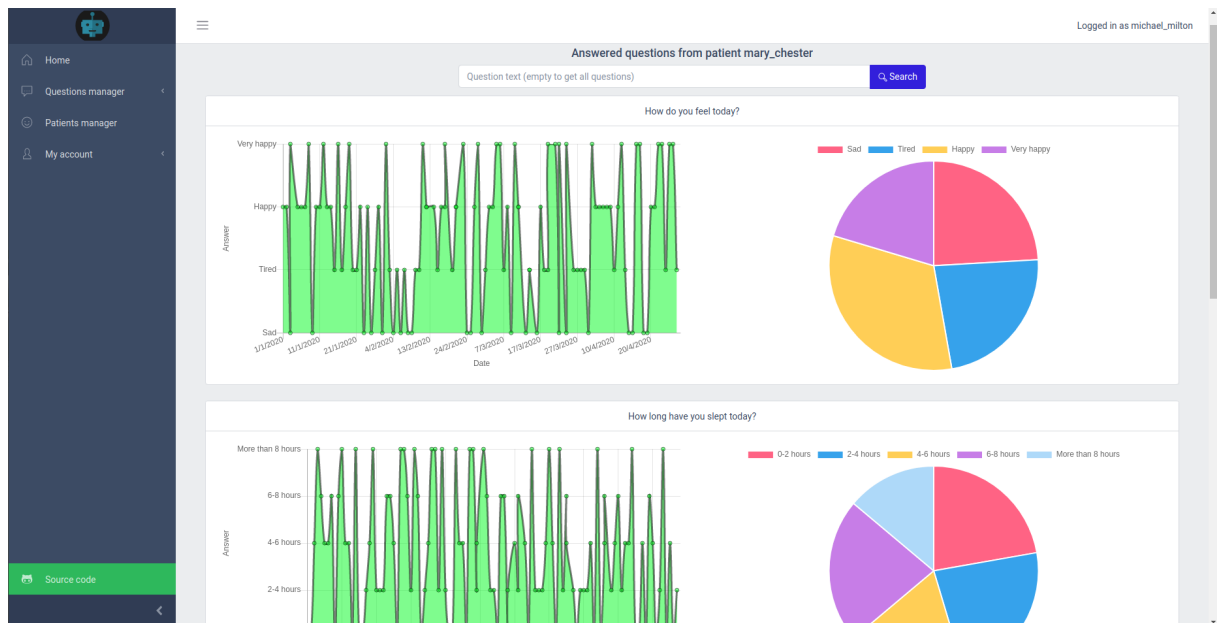 Logged in as michael_milton
Home
Questions manager
Patients manager
My account
Source code
Answered questions from patient mary_chester
Question text (empty to get all questions)
Search
How do you feel today?
Very happy
Happy
Tired
Sad
Answer
1/1/2020 11/1/2020 21/1/2020 4/2/2020 13/2/2020 24/2/2020 7/3/2020 17/3/2020 27/3/2020 10/4/2020 20/4/2020
Date
Sad Tired Happy Very happy
How long have you slept today?
More than 8 hours
6-8 hours
4-6 hours
2-4 hours
Answer
0-2 hours 2-4 hours 4-6 hours 6-8 hours More than 8 hours